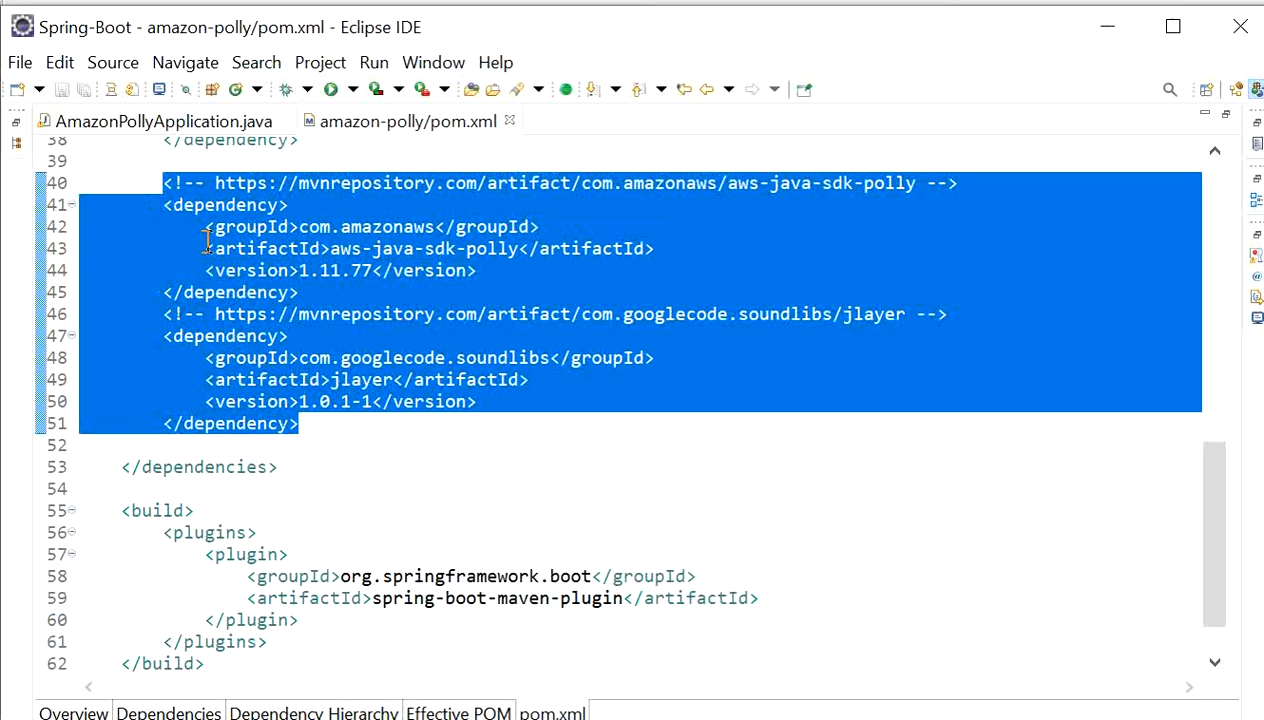 Spring-Boot - amazon-polly/pom.xml - Eclipse IDE
File Edit Source Navigate Search Project Run Window Help
AmazonPollyApplication.java amazon-polly/pom.xml
38 </dependency>
39
40 <!-- https://mvnrepository.com/artifact/com.amazonaws/aws-java-sdk-polly -->
41 <dependency>
42 <groupId>com.amazonaws</groupId>
43 <artifactId>aws-java-sdk-polly</artifactId>
44 <version>1.11.77</version>
45 </dependency>
46 <!-- https://mvnrepository.com/artifact/com.googlecode.soundlibs/jlayer -->
47 <dependency>
48 <groupId>com.googlecode.soundlibs</groupId>
49 <artifactId>jlayer</artifactId>
50 <version>1.0.1-1</version>
51 </dependency>
52
53 </dependencies>
54
55 <build>
56 <plugins>
57 <plugin>
58 <groupId>org.springframework.boot</groupId>
59 <artifactId>spring-boot-maven-plugin</artifactId>
60 </plugin>
61 </plugins>
62 </build>
Overview Dependencies Dependency Hierarchy Effective POM pom.xml